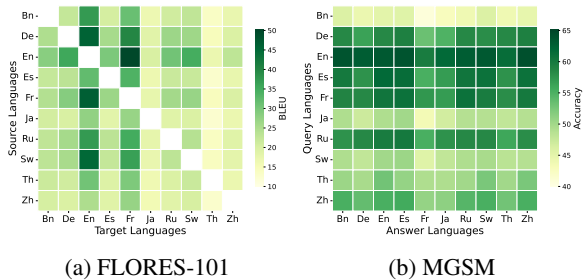 Source Languages
Bn
De
En
Es
Fr
Ja
Ru
Sw
Th
Zh
Bn De En Es Fr Ja Ru Sw Th Zh
Target Languages
50
45
40
35
30
25
20
15
10
BLEU
(a) FLORES-101
Query Languages
Bn
De
En
Es
Fr
Ja
Ru
Sw
Th
Zh
Bn De En Es Fr Ja Ru Sw Th Zh
Answer Languages
65
60
55
50
45
40
Accuracy
(b) MGSM